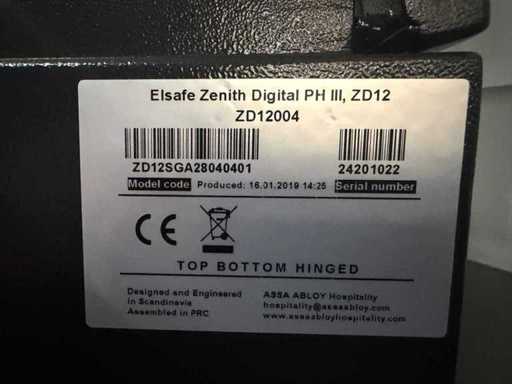 Elsafe Zenith Digital PH III, ZD12
ZD12004
ZD12SGA28040401 24201022
Model code Produced: 16.01.2019 14:25 Serial number
CE
TOP BOTTOM HINGED
Designed and Engineered
in Scandinavia
Assembled in PRC
ASSA ABLOY Hospitality
hospitality@assaabloy.com
www.assaabloyhospitality.com